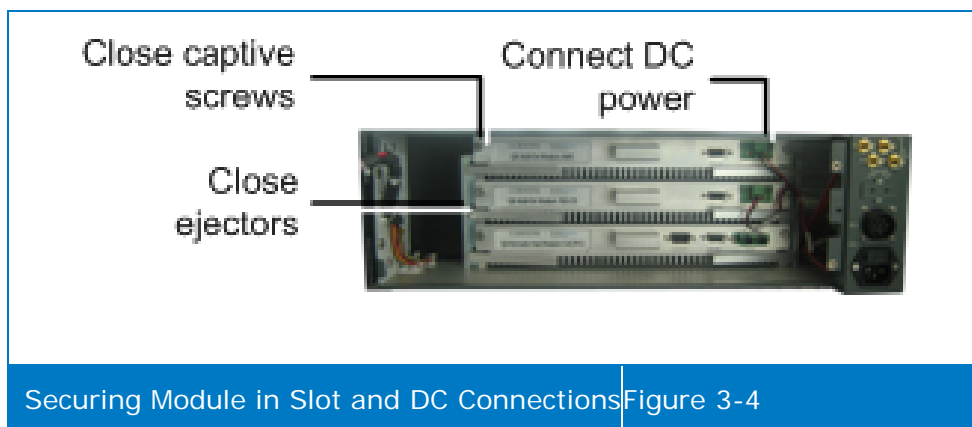 Close captive
screws
Connect DC
power
Close
ejectors
Securing Module in Slot and DC Connections
Figure 3-4